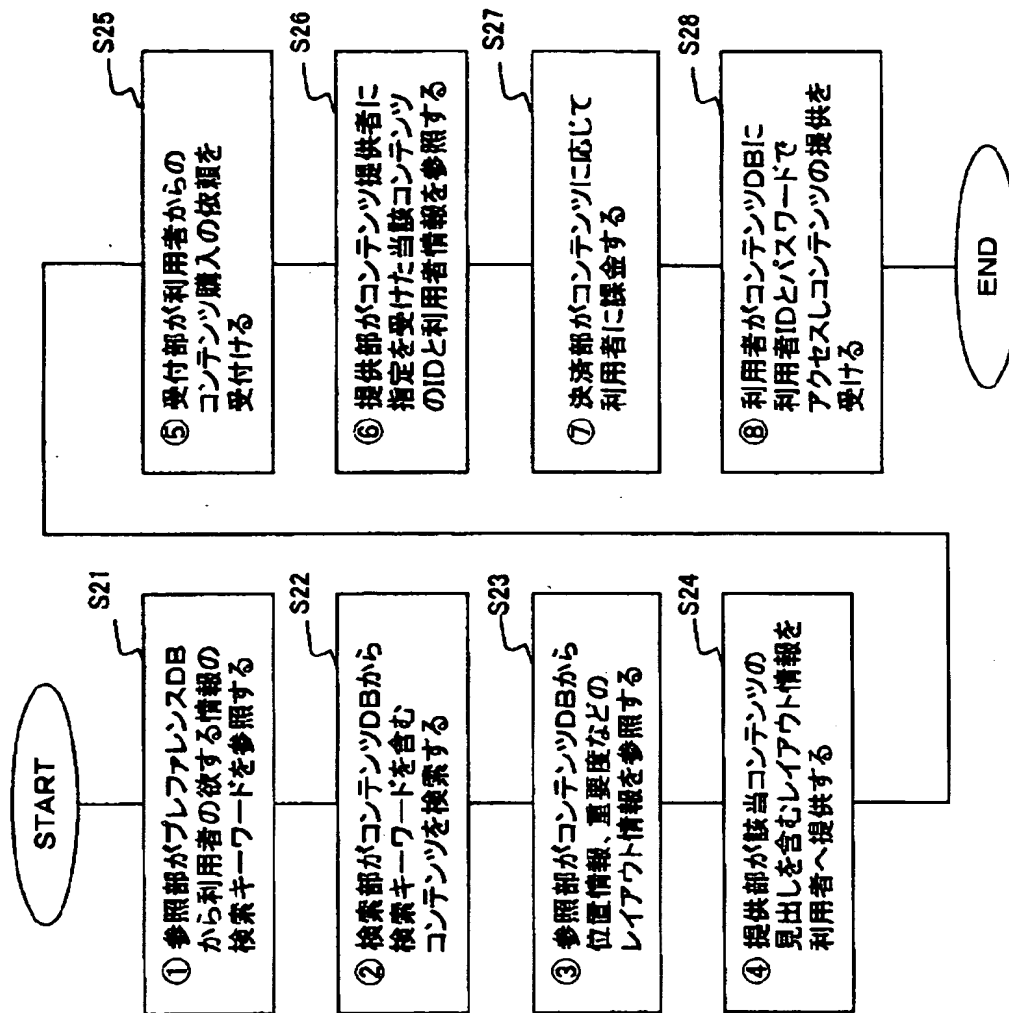 START
S21
① 参照部がプレファレンスDB
から利用者の欲する情報の
検索キーワードを参照する
S22
② 検索部がコンテンツDBから
検索キーワードを含む
コンテンツを検索する
S23
③ 参照部がコンテンツDBから
位置情報、重要度などの
レイアウト情報を参照する
S24
④ 提供部が該当コンテンツの
見出しを含むレイアウト情報を
利用者へ提供する
S25
⑤ 受付部が利用者からの
コンテンツ購入の依頼を
受付ける
S26
⑥ 提供部がコンテンツ提供者に
指定を受けた当該コンテンツ
のIDと利用者情報を参照する
S27
⑦ 決済部がコンテンツに応じて
利用者に課金する
S28
⑧ 利用者がコンテンツDBに
利用者IDとパスワードで
アクセスしコンテンツの提供を
受ける
END